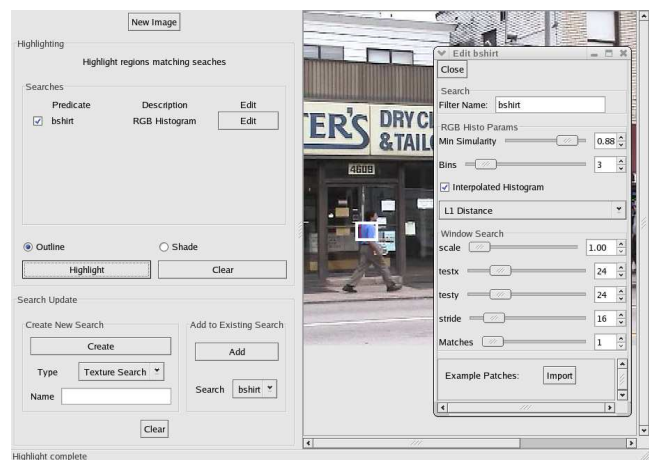 New Image
Highlighting
Highlight regions matching seaches
Searches
Predicate Description Edit
bshirt RGB Histogram Edit
Outline Shade
Highlight Clear
Search Update
Create New Search
Create
Type Texture Search
Name
Add to Existing Search
Add
Search bshirt
Clear
Highlight complete
TER'S DRY CL
& TAILO
4609
Edit bshirt
Close
Search
Filter Name: bshirt
RGB Histo Params
Min Simularity 0.88
Bins 3
Interpolated Histogram
L1 Distance
Window Search
scale 1.00
testx 24
testy 24
stride 16
Matches 1
Example Patches: Import